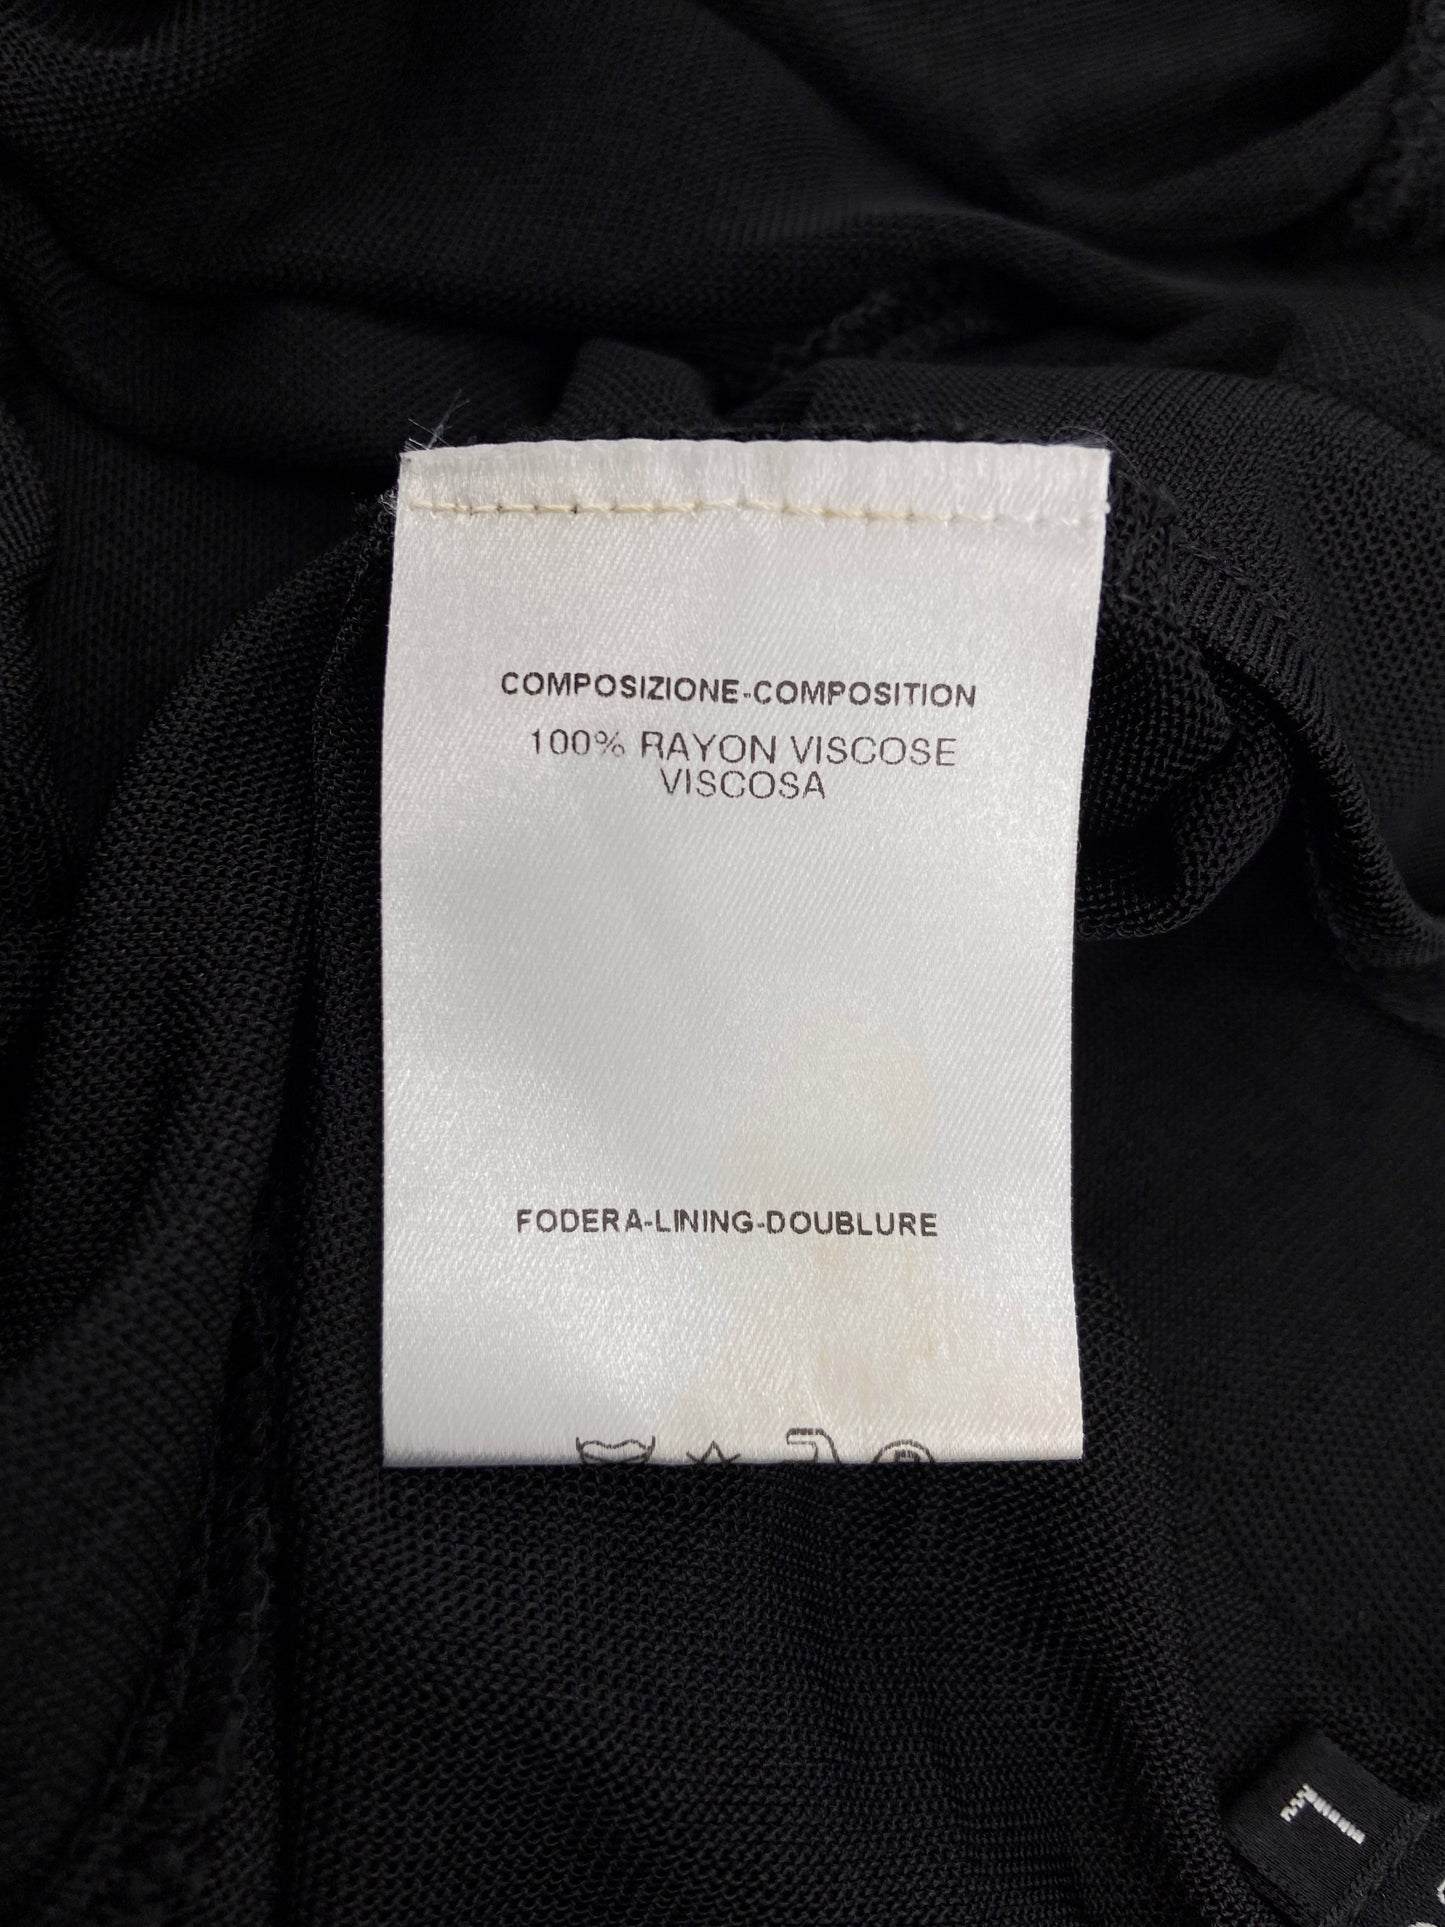 COMPOSIZIONE-COMPOSITION
100% RAYON VISCOSE
VISCOSA
FODERA-LINING-DOUBLURE
L